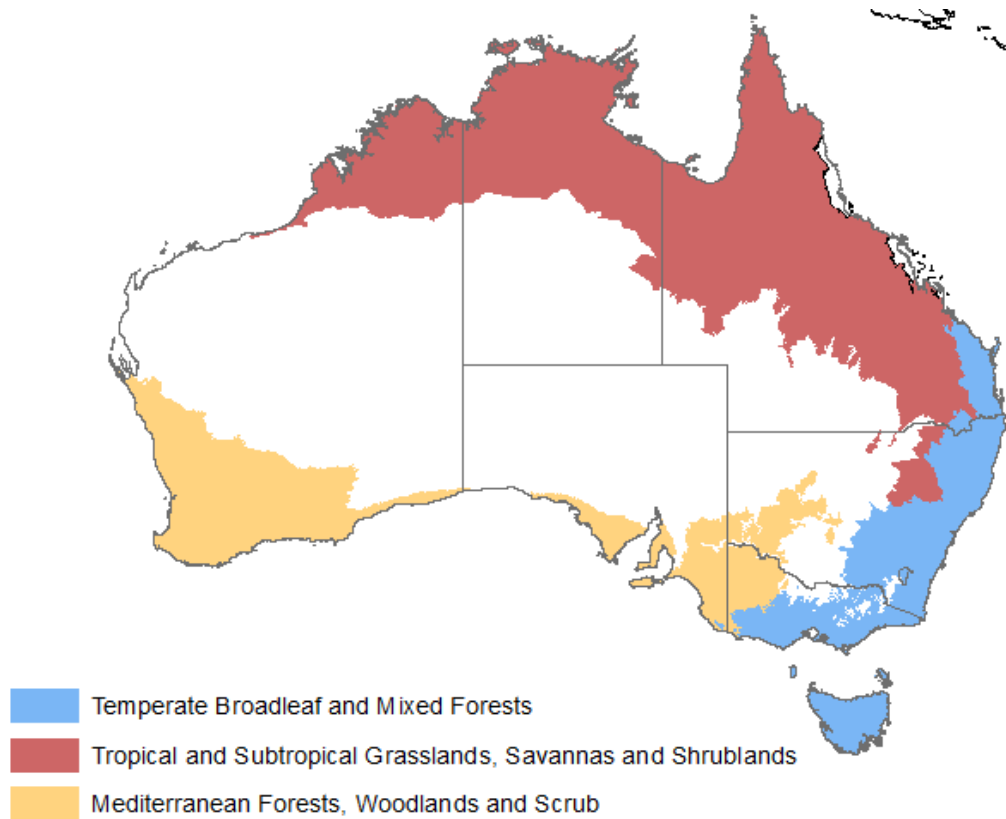 Temperate Broadleaf and Mixed Forests
Tropical and Subtropical Grasslands, Savannas and Shrublands
Mediterranean Forests, Woodlands and Scrub